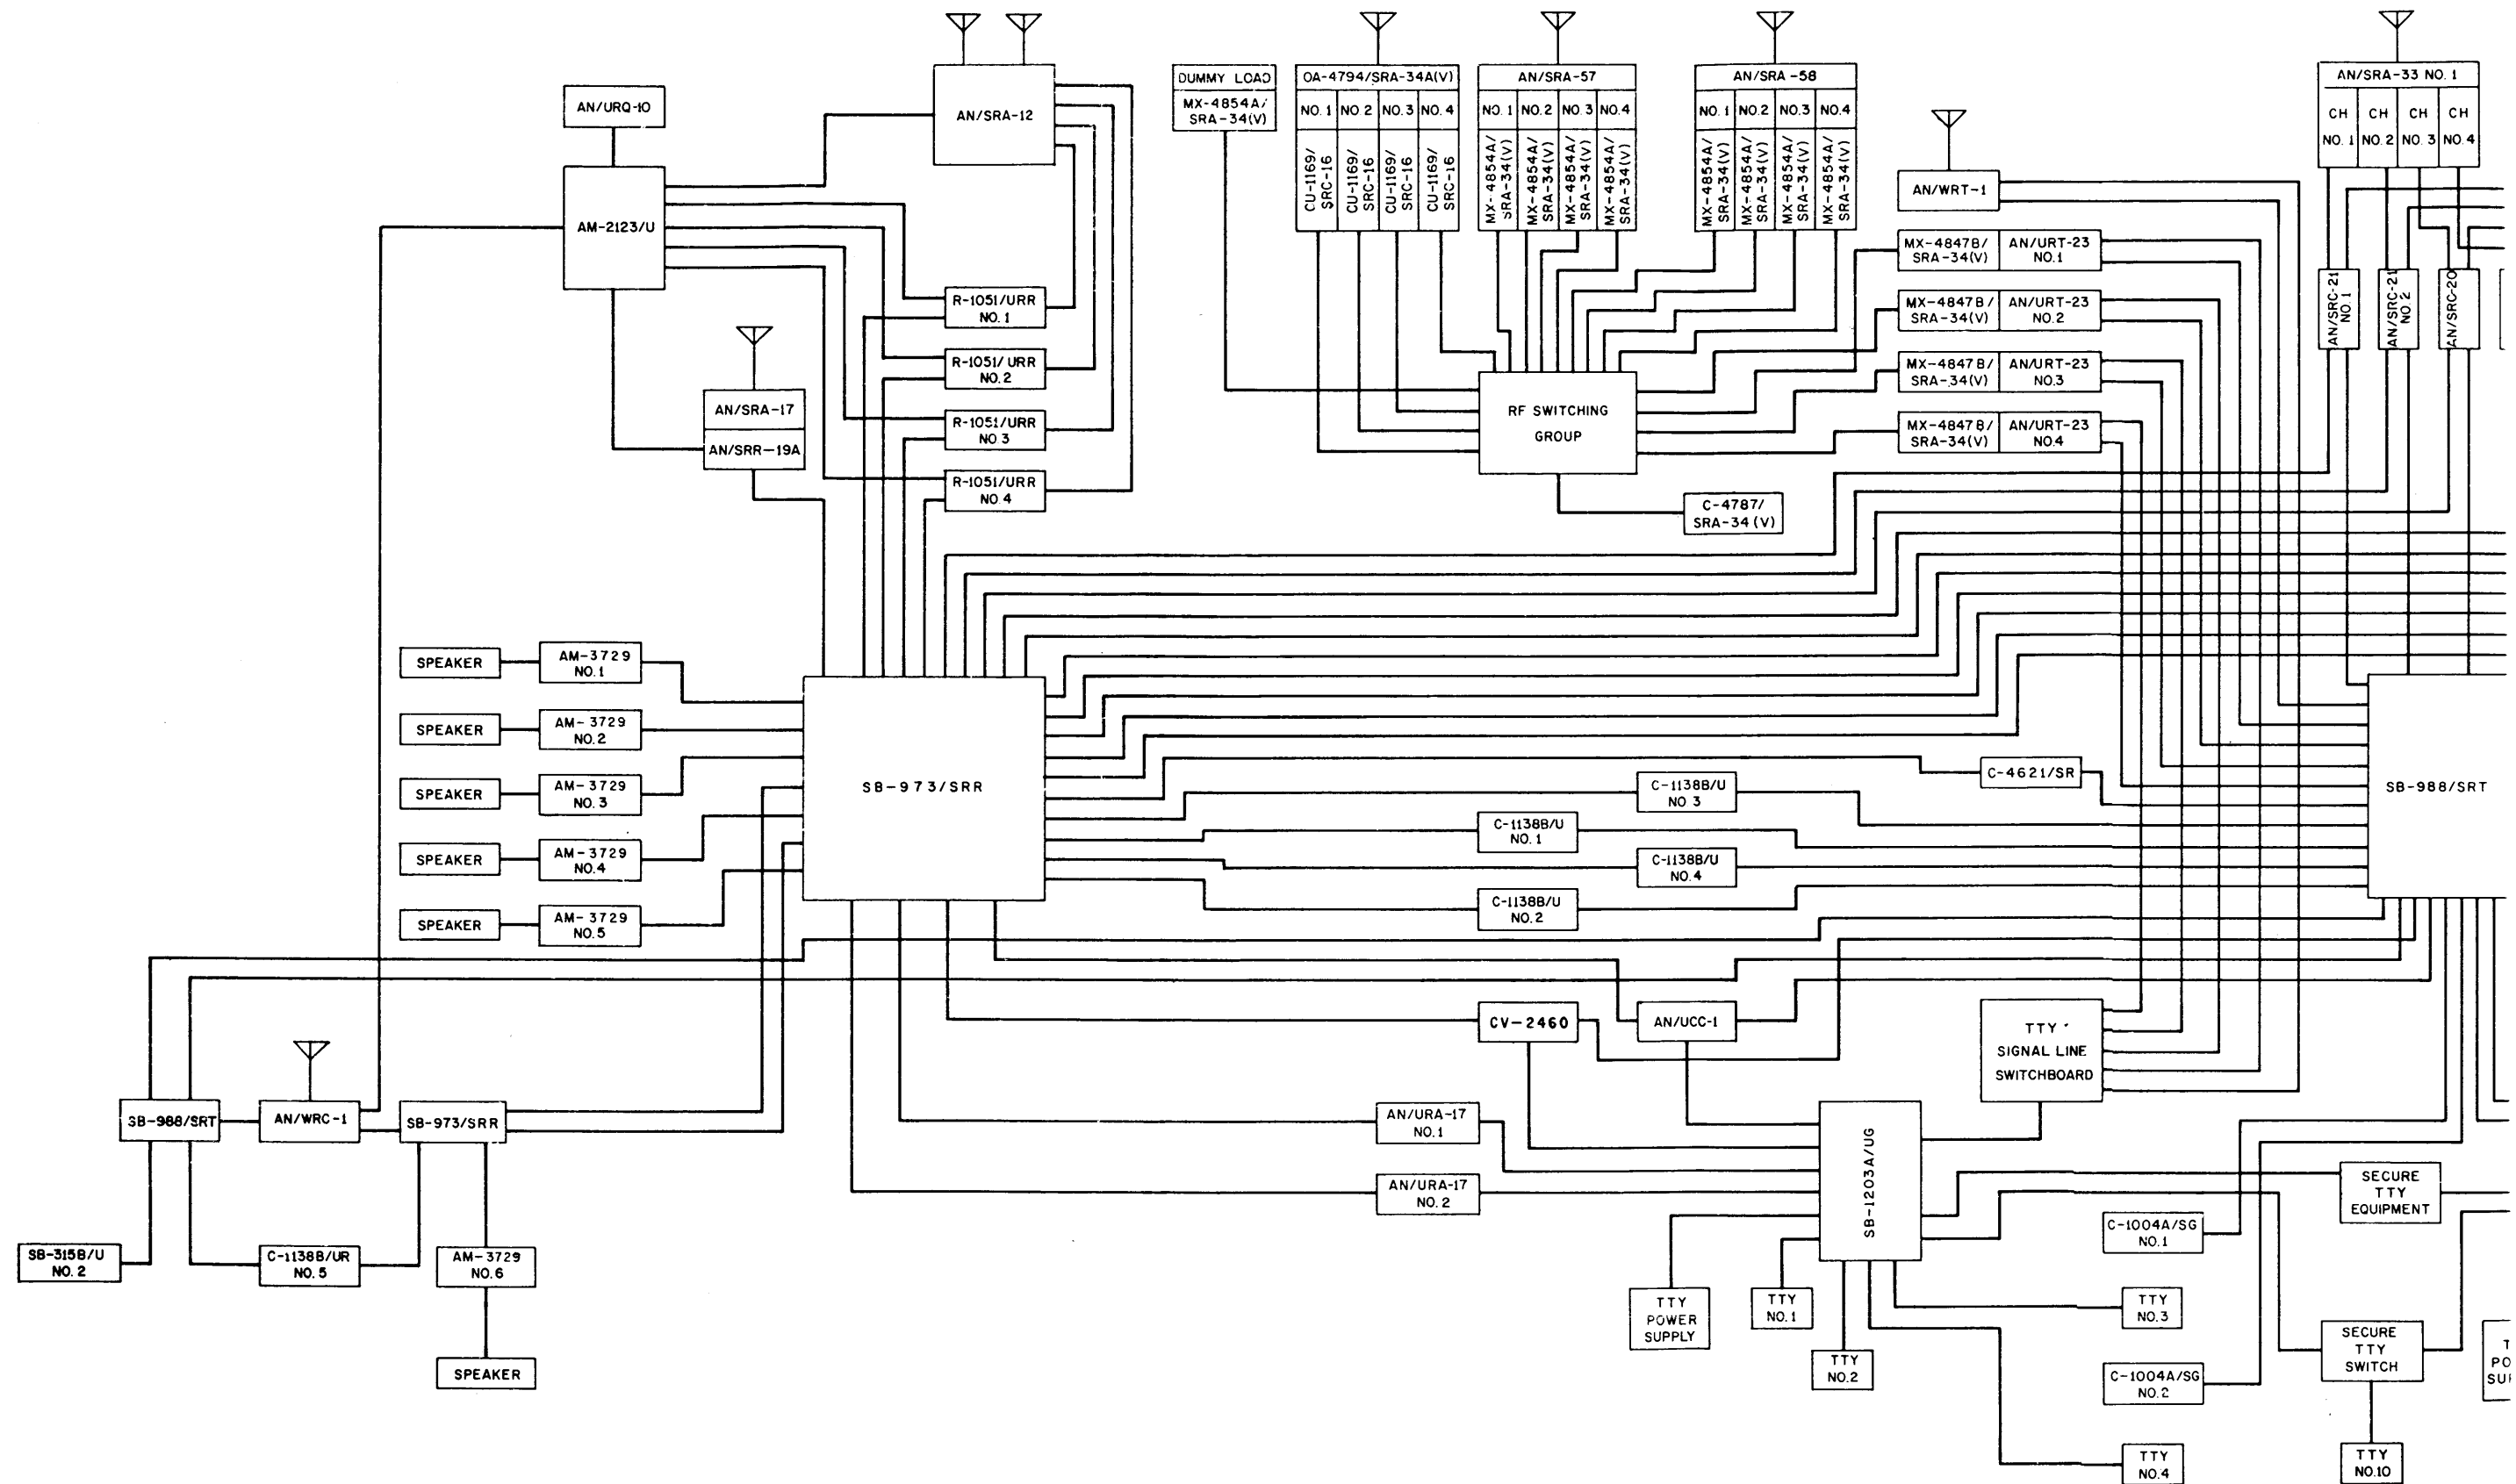 AN/URQ-10
AM-2123/U
AN/SRA-12
R-1051/URR
NO. 1
R-1051/URR
NO. 2
R-1051/URR
NO. 3
R-1051/URR
NO. 4
AN/SRA-17
AN/SRR-19A
DUMMY LOAD
MX-4854A/
SRA-34(V)
OA-4794/SRA-34A(V)
NO. 1 NO. 2 NO. 3 NO. 4
CU-1169/
SRC-16
CU-1169/
SRC-16
CU-1169/
SRC-16
CU-1169/
SRC-16
AN/SRA-57
NO. 1 NO. 2 NO. 3 NO. 4
MX-4854A/
SRA-34(V)
MX-4854A/
SRA-34(V)
MX-4854A/
SRA-34(V)
MX-4854A/
SRA-34(V)
AN/SRA-58
NO. 1 NO. 2 NO. 3 NO. 4
MX-4854A/
SRA-34(V)
MX-4854A/
SRA-34(V)
MX-4854A/
SRA-34(V)
MX-4854A/
SRA-34(V)
RF SWITCHING
GROUP
C-4787/
SRA-34 (V)
AN/WRT-1
MX-4847B/
SRA-34(V)
AN/URT-23
NO. 1
MX-4847B/
SRA-34(V)
AN/URT-23
NO. 2
MX-4847B/
SRA-34(V)
AN/URT-23
NO. 3
MX-4847B/
SRA-34(V)
AN/URT-23
NO. 4
AN/SRA-33 NO. 1
CH CH CH CH
NO. 1 NO. 2 NO. 3 NO. 4
AN/SRC-21
NO. 1
AN/SRC-21
NO. 2
AN/SRC-20
SPEAKER
AM-3729
NO. 1
SPEAKER
AM-3729
NO. 2
SPEAKER
AM-3729
NO. 3
SPEAKER
AM-3729
NO. 4
SPEAKER
AM-3729
NO. 5
SB-973/SRR
C-4621/SR
C-1138B/U
NO 3
C-1138B/U
NO. 1
C-1138B/U
NO. 4
C-1138B/U
NO. 2
SB-988/SRT
CV-2460
AN/UCC-1
TTY
SIGNAL LINE
SWITCHBOARD
SB-988/SRT
AN/WRC-1
SB-973/SRR
AN/URA-17
NO. 1
AN/URA-17
NO. 2
SB-1203A/UG
SECURE
TTY
EQUIPMENT
C-1004A/SG
NO. 1
SB-315B/U
NO. 2
C-1138B/UR
NO. 5
AM-3729
NO. 6
SPEAKER
TTY
POWER
SUPPLY
TTY
NO. 1
TTY
NO. 2
TTY
NO. 3
SECURE
TTY
SWITCH
C-1004A/SG
NO. 2
TTY
NO. 4
TTY
NO. 10
T
PO
SU